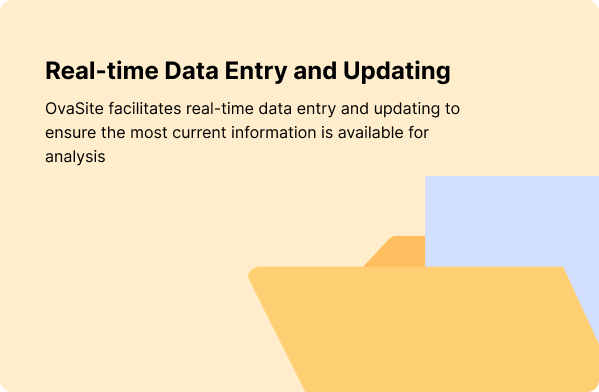 Real-time Data Entry and Updating
OvaSite facilitates real-time data entry and updating to
ensure the most current information is available for
analysis